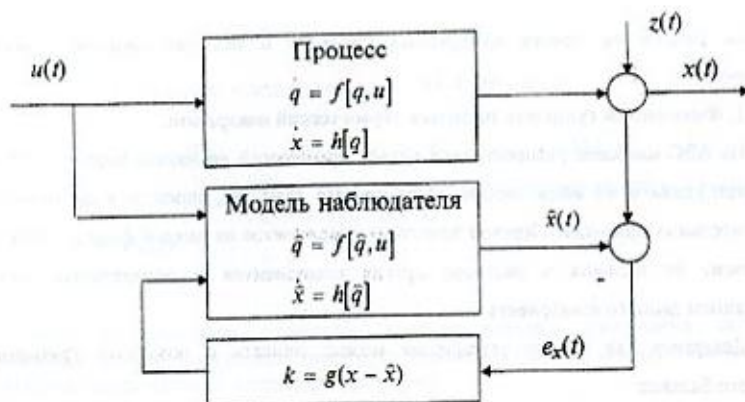 z(t)
u(t)
Процесс
x(t)
q̇ = f[q, u]
ẋ = h[q]
Модель наблюдателя
x̂(t)
q̂̇ = f[q̂, u]
x̂̇ = h[q̂]
-
e_x(t)
k = g(x - x̂)